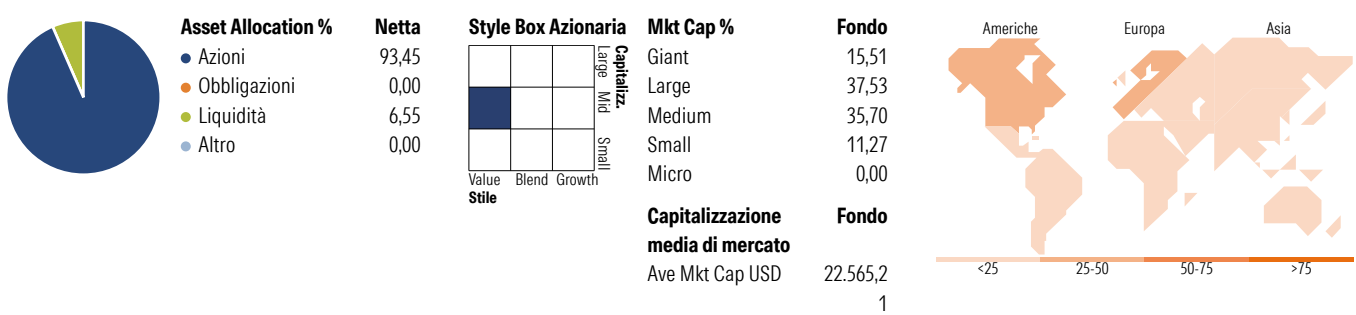 Asset Allocation % Netta
Azioni 93,45
Obbligazioni 0,00
Liquidità 6,55
Altro 0,00
Style Box Azionaria
Capitalizz.
Large Mid Small
Value Blend Growth
Stile
Mkt Cap % Fondo
Giant 15,51
Large 37,53
Medium 35,70
Small 11,27
Micro 0,00
Capitalizzazione Fondo
media di mercato
Ave Mkt Cap USD 22.565,2
1
Americhe Europa Asia
<25 25-50 50-75 >75